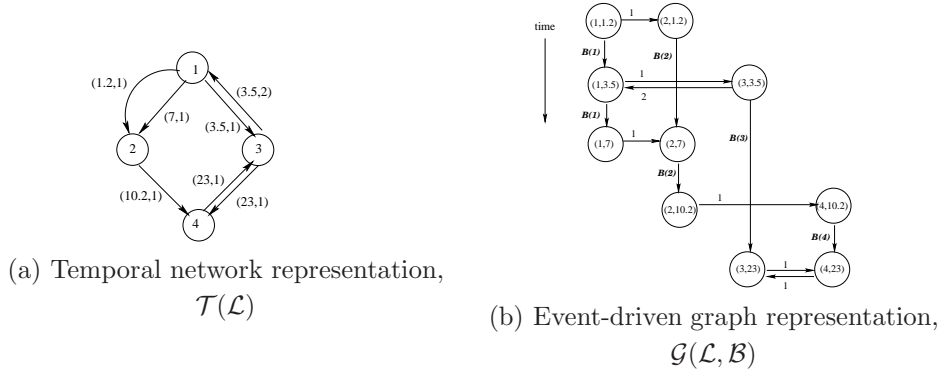 1
(1.2,1)
(3.5,2)
(7,1)
(3.5,1)
2
3
(10.2,1)
(23,1)
(23,1)
4
(a) Temporal network representation,
T(L)
time
(1,1.2)
1
(2,1.2)
B(1)
B(2)
(1,3.5)
1
2
(3,3.5)
B(1)
(1,7)
1
(2,7)
B(3)
B(2)
(2,10.2)
1
(4,10.2)
B(4)
(3,23)
1
1
(4,23)
(b) Event-driven graph representation,
G(L, B)